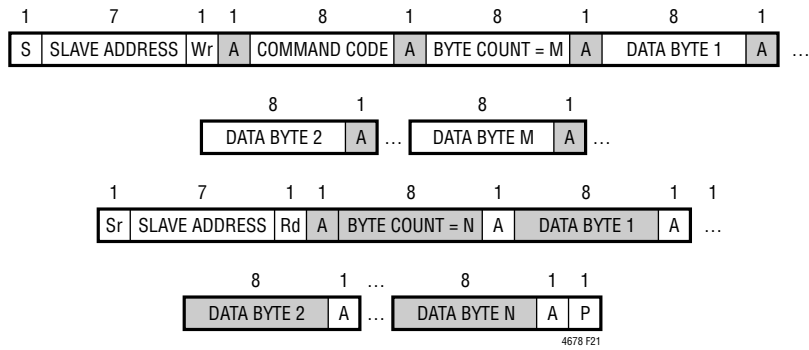 1 7 1 1 8 1 8 1 8 1
S SLAVE ADDRESS Wr A COMMAND CODE A BYTE COUNT = M A DATA BYTE 1 A …
8 1 8 1
DATA BYTE 2 A … DATA BYTE M A …
1 7 1 1 8 1 8 1 1
Sr SLAVE ADDRESS Rd A BYTE COUNT = N A DATA BYTE 1 A …
8 1 … 8 1 1
DATA BYTE 2 A … DATA BYTE N A P
4678 F21